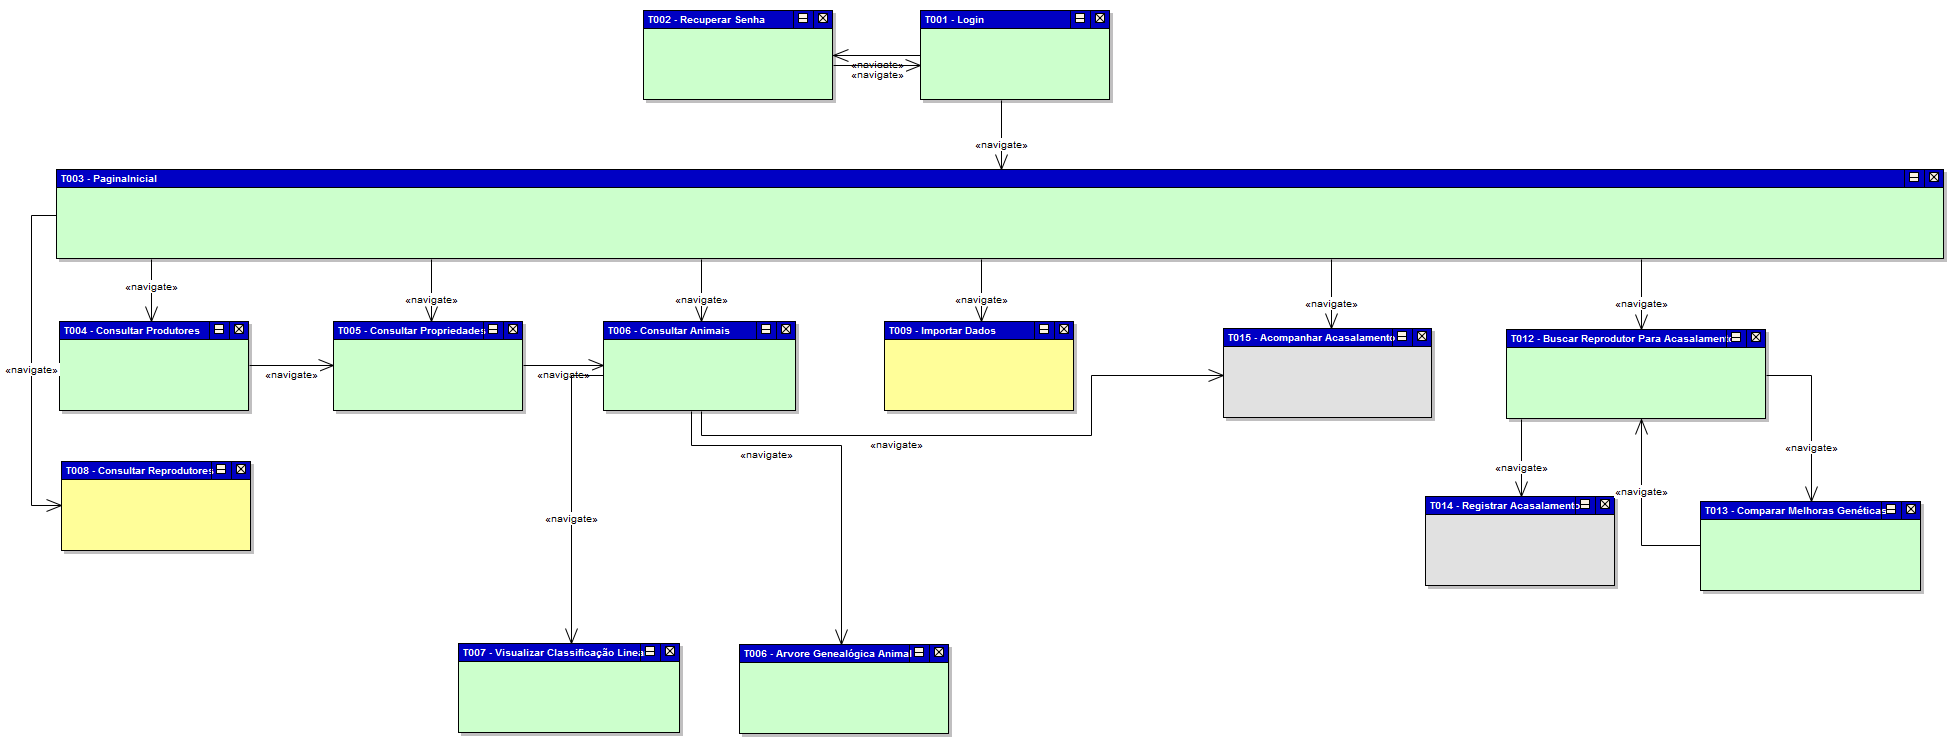 T002 - Recuperar Senha
T001 - Login
«navigate»
«navigate»
«navigate»
T003 - PaginaInicial
«navigate»
«navigate»
«navigate»
«navigate»
«navigate»
«navigate»
T004 - Consultar Produtores
T005 - Consultar Propriedades
T006 - Consultar Animais
T009 - Importar Dados
T015 - Acompanhar Acasalamento
T012 - Buscar Reprodutor Para Acasalament
«navigate»
«navigate»
«navigate»
«navigate»
«navigate»
«navigate»
T008 - Consultar Reprodutores
«navigate»
«navigate»
«navigate»
T014 - Registrar Acasalamento
T013 - Comparar Melhoras Genéticas
«navigate»
T007 - Visualizar Classificação Linea
T006 - Arvore Genealógica Animal